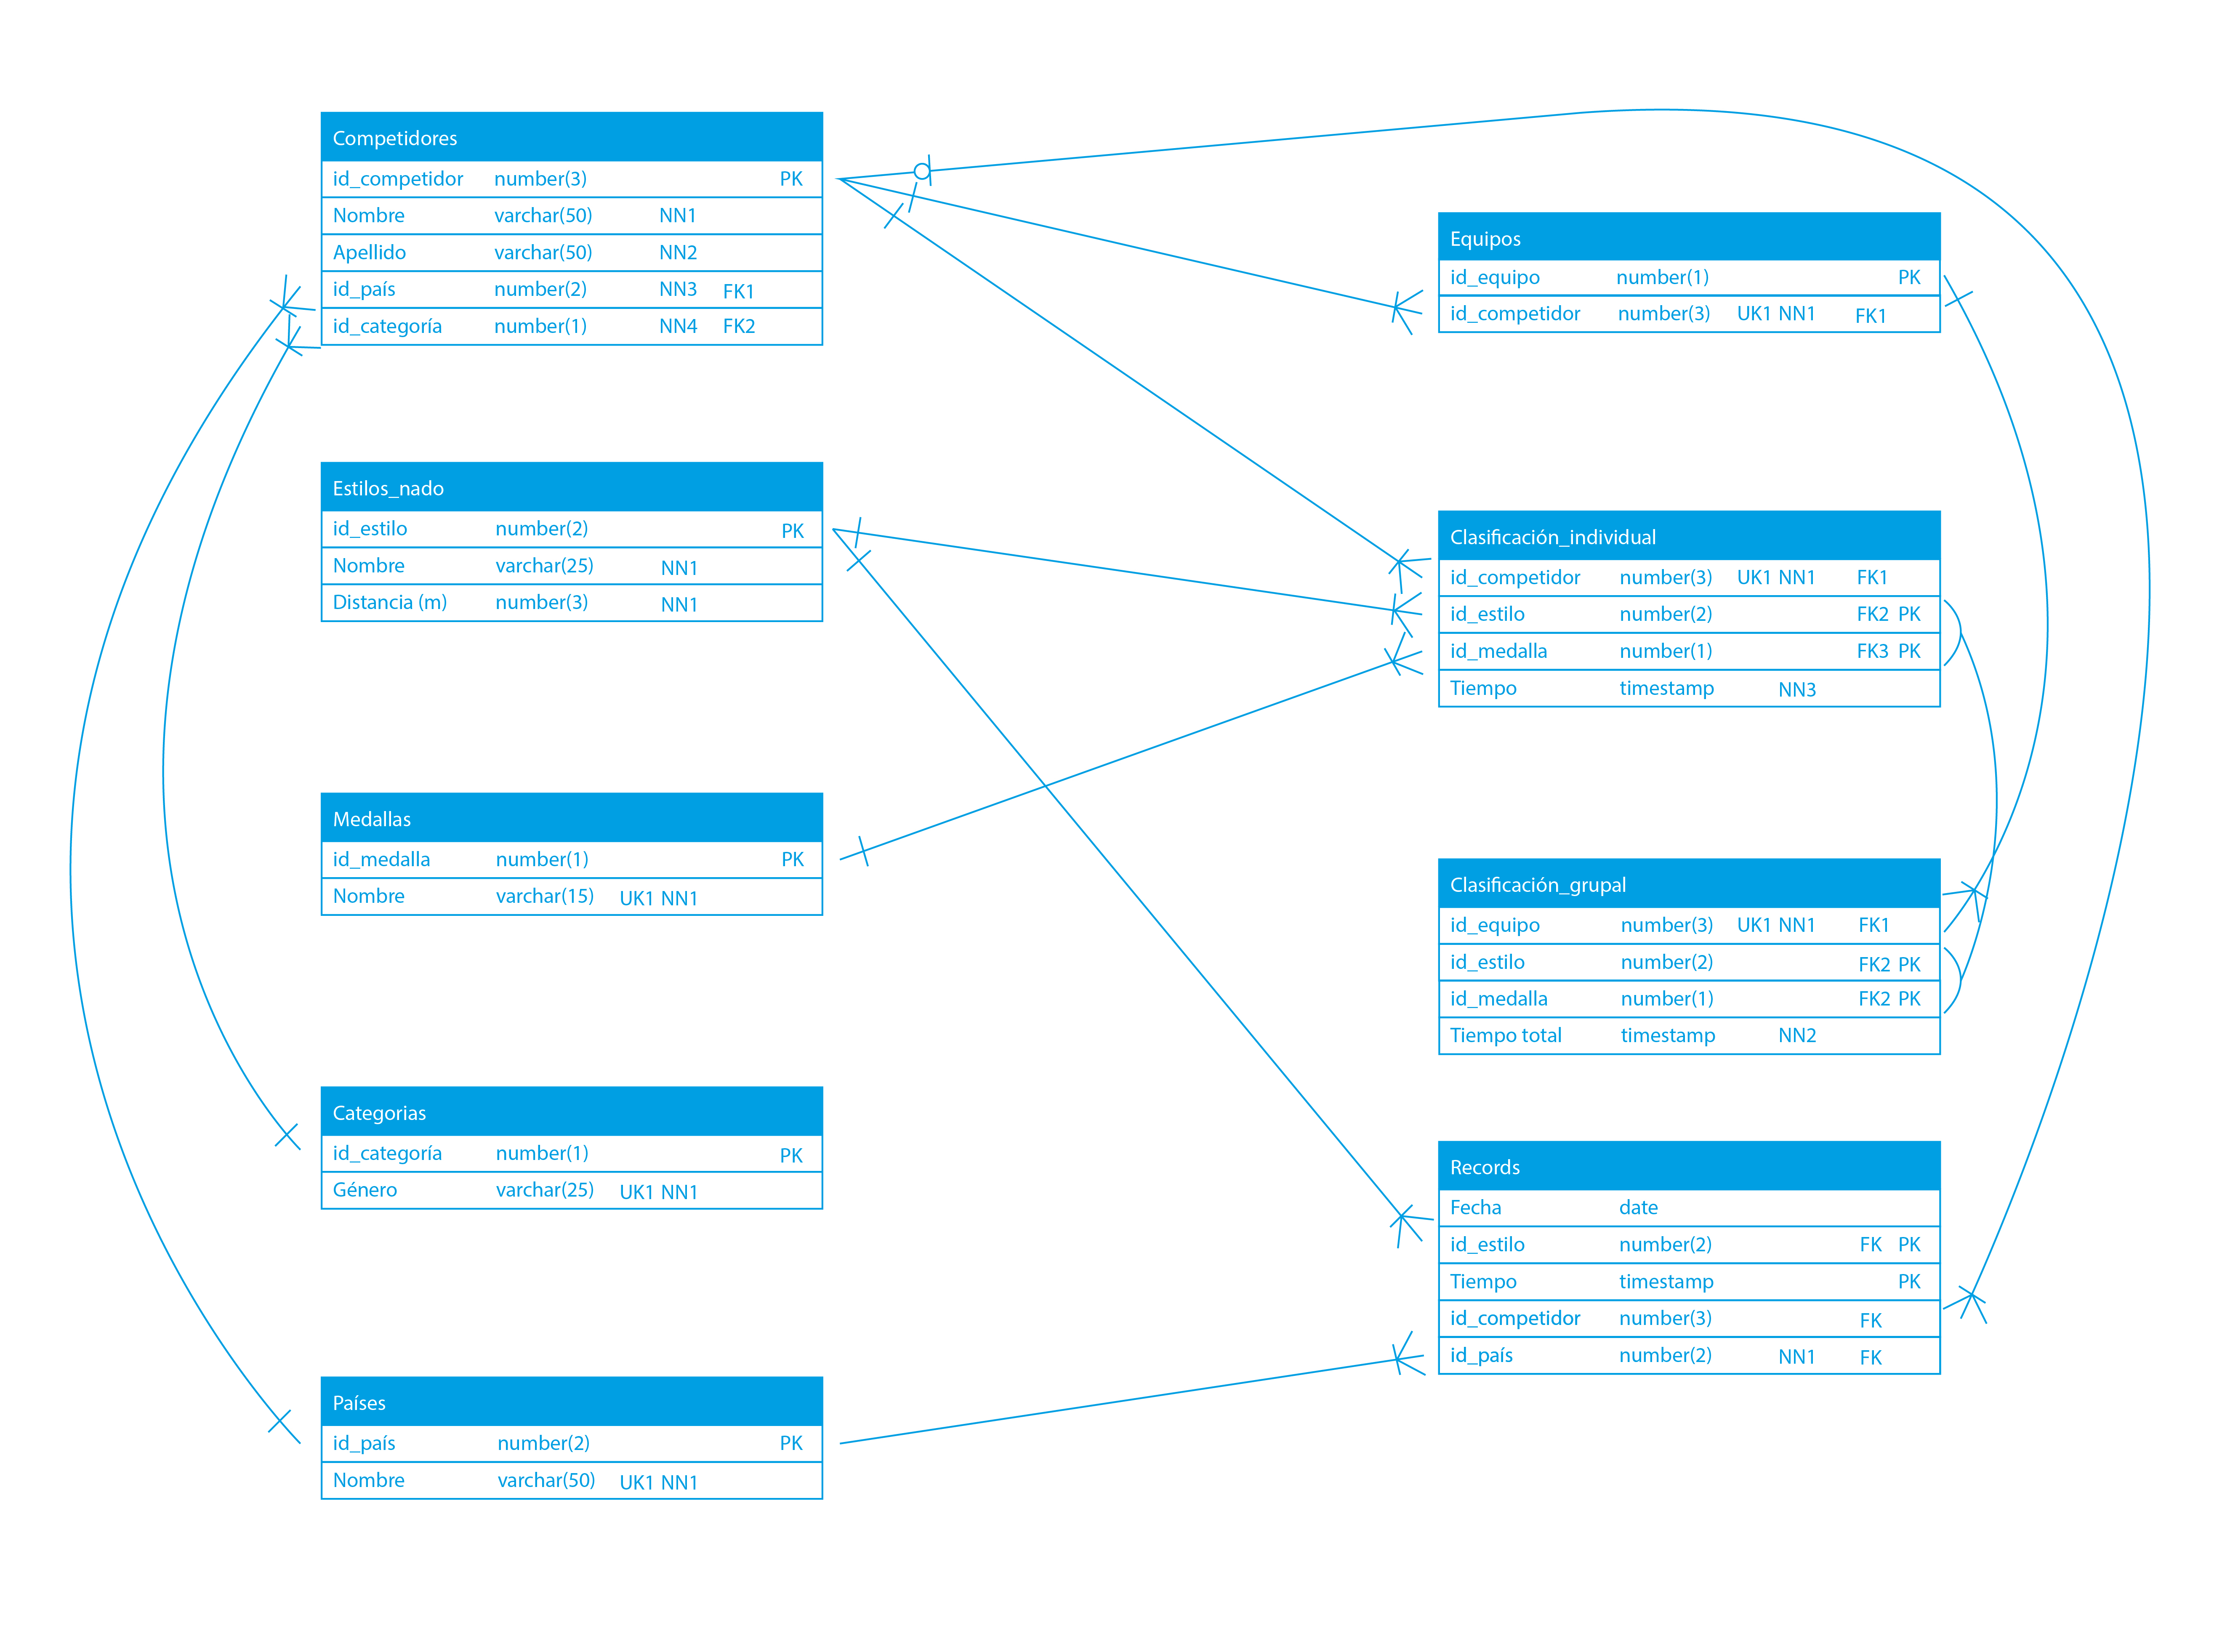 Competidores
id_competidor number(3) PK
Nombre varchar(50) NN1
Apellido varchar(50) NN2
id_país number(2) NN3 FK1
id_categoría number(1) NN4 FK2
Estilos_nado
id_estilo number(2) PK
Nombre varchar(25) NN1
Distancia (m) number(3) NN1
Medallas
id_medalla number(1) PK
Nombre varchar(15) UK1 NN1
Categorias
id_categoría number(1) PK
Género varchar(25) UK1 NN1
Países
id_país number(2) PK
Nombre varchar(50) UK1 NN1
Equipos
id_equipo number(1) PK
id_competidor number(3) UK1 NN1 FK1
Clasificación_individual
id_competidor number(3) UK1 NN1 FK1
id_estilo number(2) FK2 PK
id_medalla number(1) FK3 PK
Tiempo timestamp NN3
Clasificación_grupal
id_equipo number(3) UK1 NN1 FK1
id_estilo number(2) FK2 PK
id_medalla number(1) FK2 PK
Tiempo total timestamp NN2
Records
Fecha date
id_estilo number(2) FK PK
Tiempo timestamp PK
id_competidor number(3) FK
id_país number(2) NN1 FK